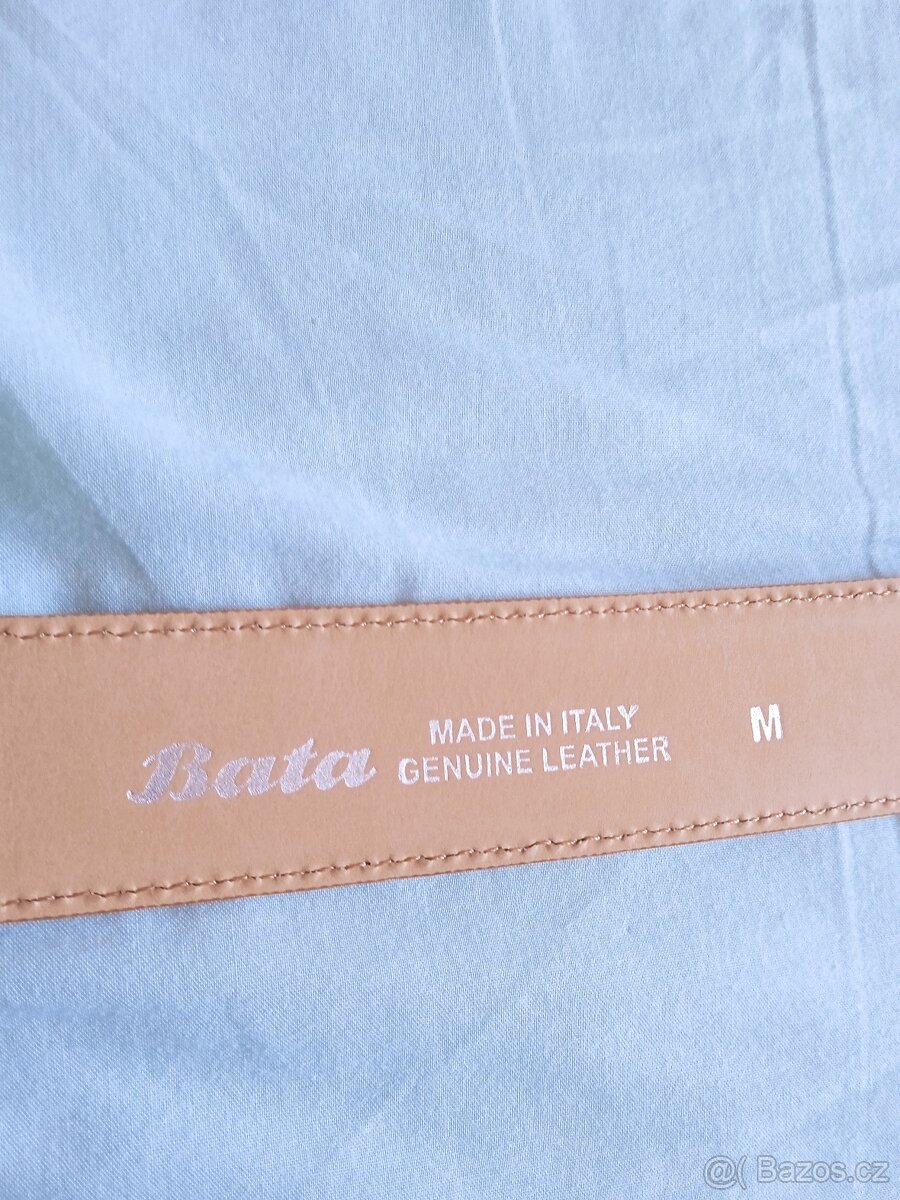 Bata
MADE IN ITALY
GENUINE LEATHER
M
@( Bazos.cz